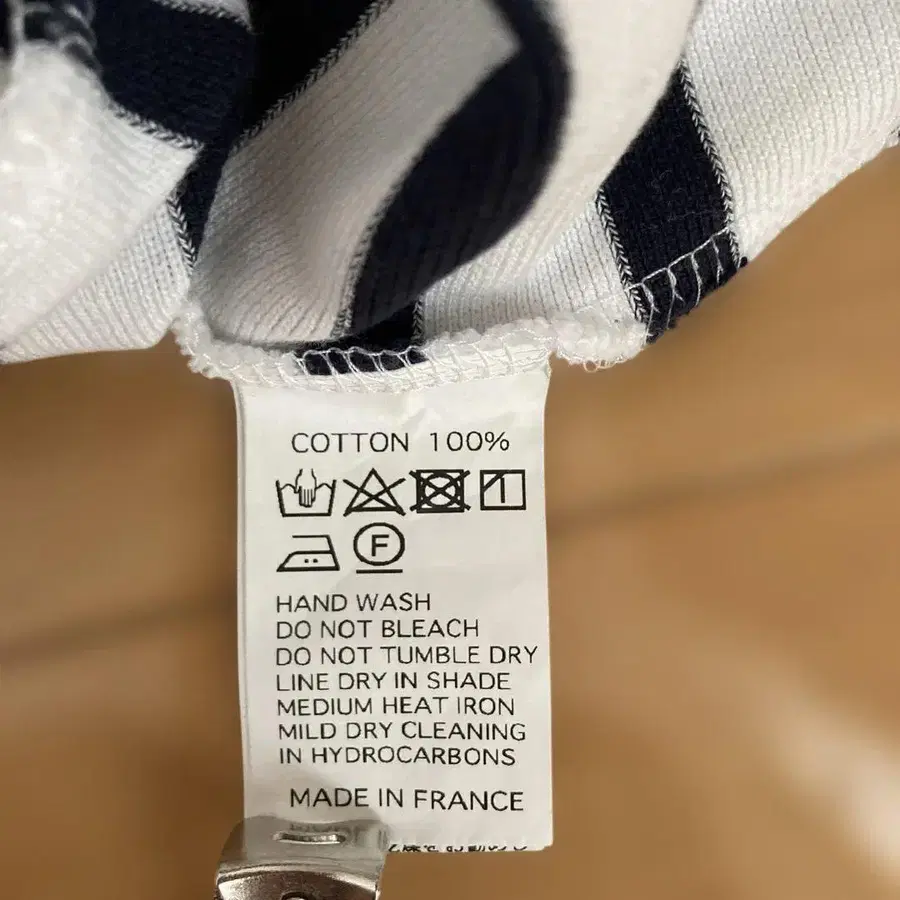 COTTON 100%
F
HAND WASH
DO NOT BLEACH
DO NOT TUMBLE DRY
LINE DRY IN SHADE
MEDIUM HEAT IRON
MILD DRY CLEANING
IN HYDROCARBONS
MADE IN FRANCE